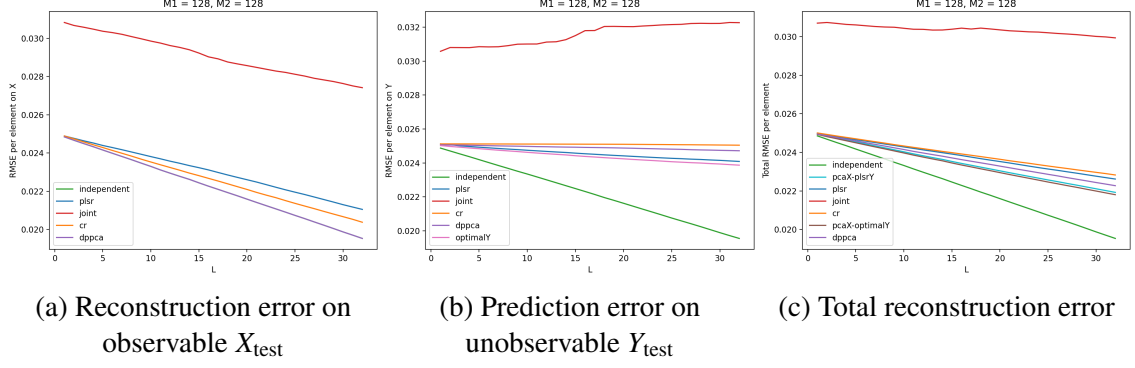 M1 = 128, M2 = 128
RMSE per element on X
0.030
0.028
0.026
0.024
0.022
0.020
independent
plsr
joint
cr
dppca
0 5 10 15 20 25 30
L
M1 = 128, M2 = 128
RMSE per element on Y
0.032
0.030
0.028
0.026
0.024
0.022
0.020
independent
plsr
joint
cr
dppca
optimalY
0 5 10 15 20 25 30
L
M1 = 128, M2 = 128
Total RMSE per element
0.030
0.028
0.026
0.024
0.022
0.020
independent
pcaX-plsrY
plsr
joint
cr
pcaX-optimalY
dppca
0 5 10 15 20 25 30
L
(a) Reconstruction error on
observable Xtest
(b) Prediction error on
unobservable Ytest
(c) Total reconstruction error